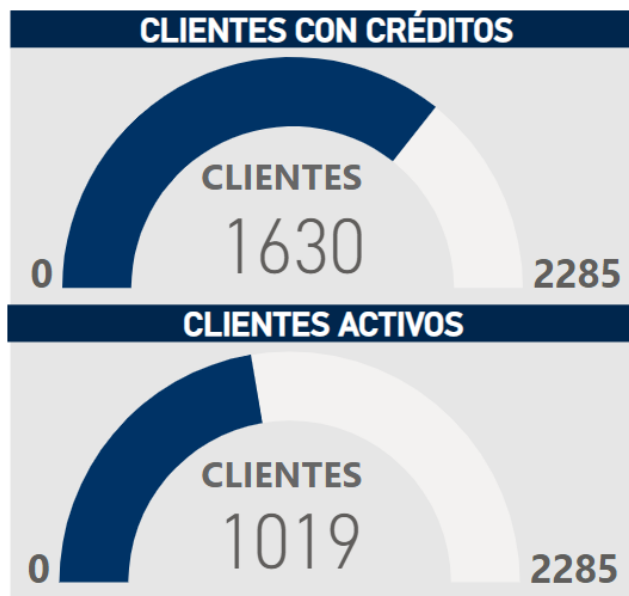 CLIENTES CON CRÉDITOS
CLIENTES
1630
0
2285
CLIENTES ACTIVOS
CLIENTES
1019
0
2285